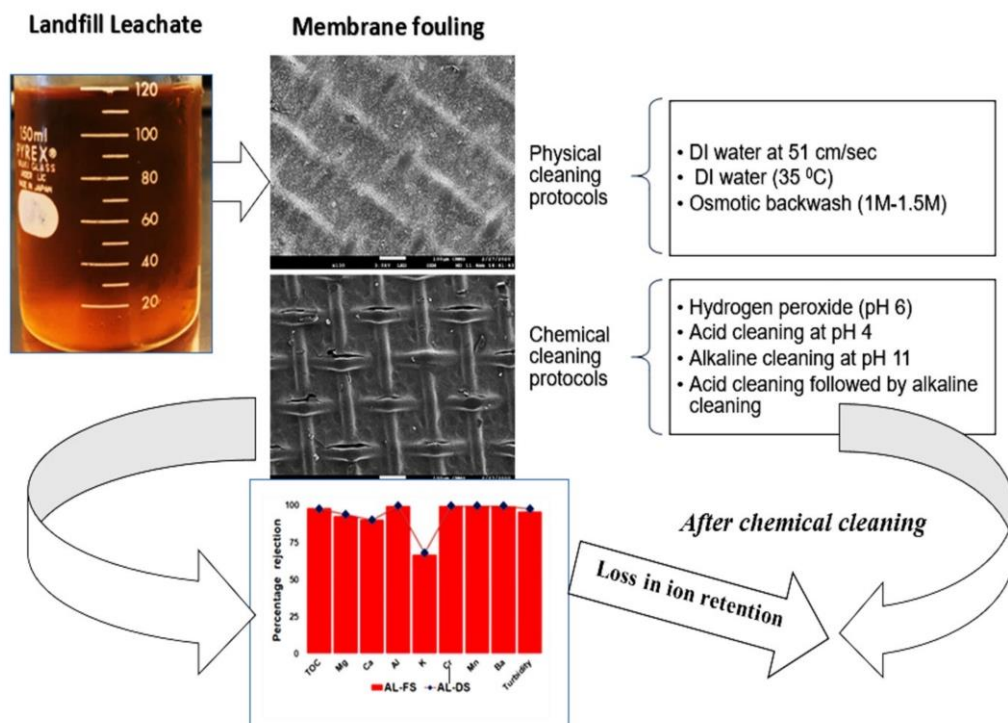 Landfill Leachate
Membrane fouling
150ml
PYREX®
JAPAN
120
100
80
60
40
20
Physical
cleaning
protocols
• DI water at 51 cm/sec
• DI water (35 ⁰C)
• Osmotic backwash (1M-1.5M)
Chemical
cleaning
protocols
• Hydrogen peroxide (pH 6)
• Acid cleaning at pH 4
• Alkaline cleaning at pH 11
• Acid cleaning followed by alkaline
cleaning
Percentage rejection
100
75
50
25
0
TOC
Mg
Ca
Al
K
Cr
Mn
Ba
Turbidity
AL-FS
AL-DS
After chemical cleaning
Loss in ion retention